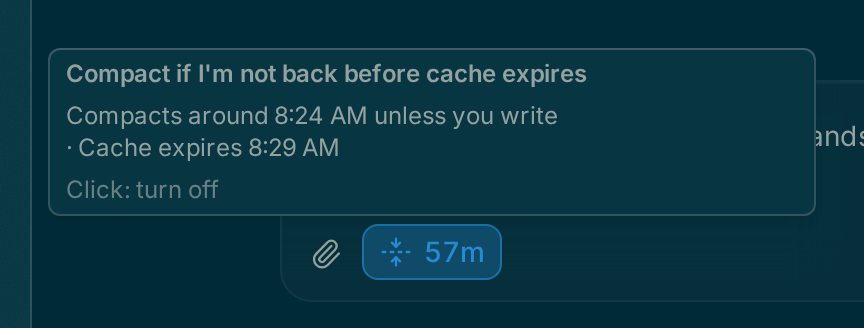 Compact if I'm not back before cache expires
Compacts around 8:24 AM unless you write
· Cache expires 8:29 AM
Click: turn off
57m